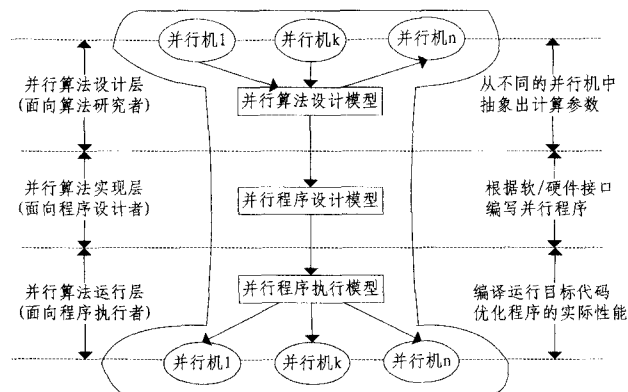 并行机1 并行机k 并行机n
并行算法设计层
(面向算法研究者)
并行算法设计模型
从不同的并行机中
抽象出计算参数
并行算法实现层
(面向程序设计者)
并行程序设计模型
根据软/硬件接口
编写并行程序
并行算法运行层
(面向程序执行者)
并行程序执行模型
编译运行目标代码
优化程序的实际性能
并行机1 并行机k 并行机n